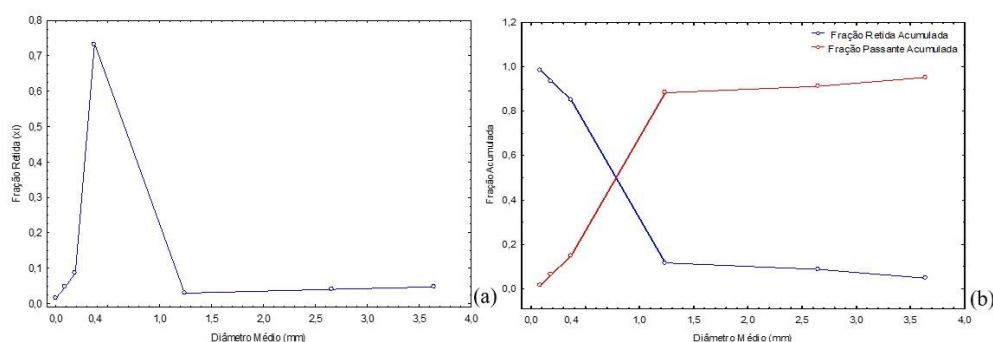 Fração Retida (xi)
0,8
0,7
0,6
0,5
0,4
0,3
0,2
0,1
0,0
0,0 0,4 1,0 1,5 2,0 2,5 3,0 3,5 4,0
Diâmetro Médio (mm)
(a)
Fração Acumulada
1,2
1,0
0,8
0,6
0,4
0,2
0,0
Fração Retida Acumulada
Fração Passante Acumulada
0,0 0,4 1,0 1,5 2,0 2,5 3,0 3,5 4,0
Diâmetro Médio (mm)
(b)